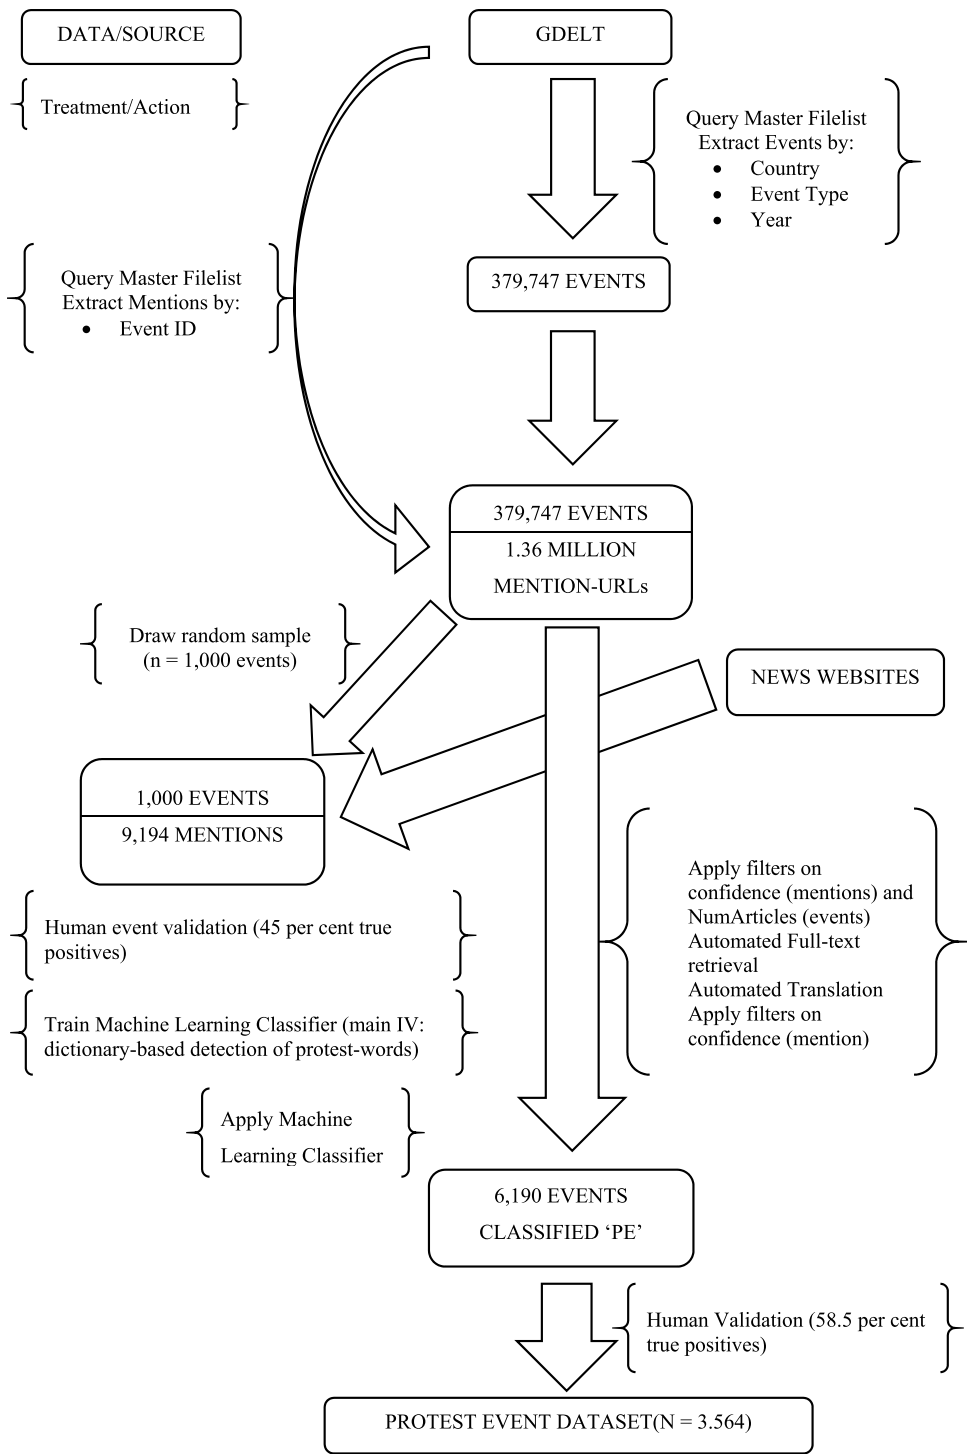 DATA/SOURCE
GDELT
Treatment/Action
Query Master Filelist
Extract Events by:
• Country
• Event Type
• Year
Query Master Filelist
Extract Mentions by:
• Event ID
379,747 EVENTS
379,747 EVENTS
1.36 MILLION
MENTION-URLs
Draw random sample
(n = 1,000 events)
NEWS WEBSITES
1,000 EVENTS
9,194 MENTIONS
Apply filters on
confidence (mentions) and
NumArticles (events)
Automated Full-text
retrieval
Automated Translation
Apply filters on
confidence (mention)
Human event validation (45 per cent true
positives)
Train Machine Learning Classifier (main IV:
dictionary-based detection of protest-words)
Apply Machine
Learning Classifier
6,190 EVENTS
CLASSIFIED ‘PE’
Human Validation (58.5 per cent
true positives)
PROTEST EVENT DATASET(N = 3.564)